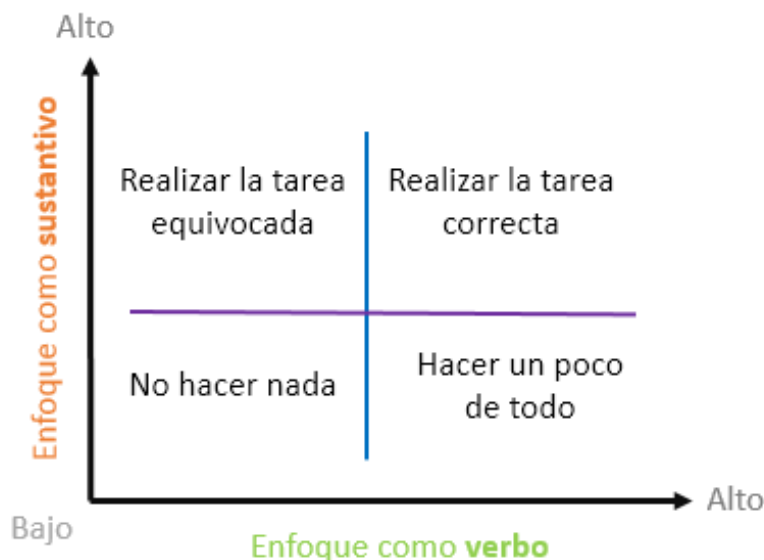 Alto
Enfoque como sustantivo
Realizar la tarea
equivocada
Realizar la tarea
correcta
No hacer nada
Hacer un poco
de todo
Bajo
Alto
Enfoque como verbo